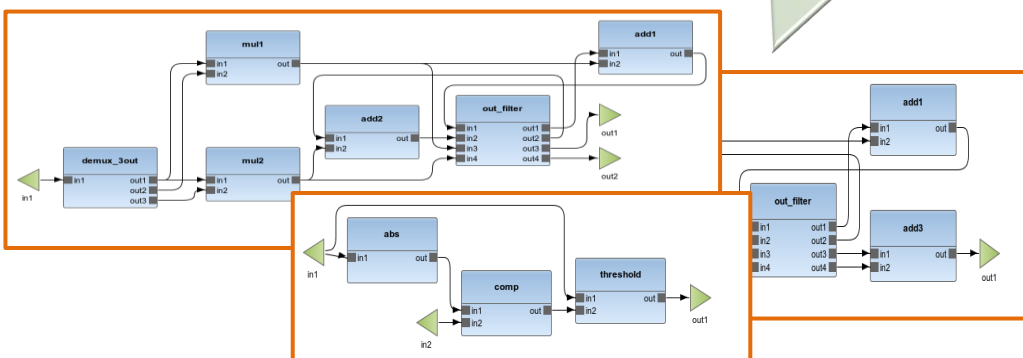 mul1
in1 out
in2
add1
in1 out
in2
add2
in1 out
in2
out_filter
in1 out1
in2 out2
in3 out3
in4 out4
out1
out2
demux_3out
in1 out1
out2
out3
in1
mul2
in1 out
in2
abs
in1 out
in1
comp
in1 out
in2
in2
threshold
in1 out
in2
out1
add1
in1 out
in2
out_filter
in1 out1
in2 out2
in3 out3
in4 out4
add3
in1 out
in2
out1